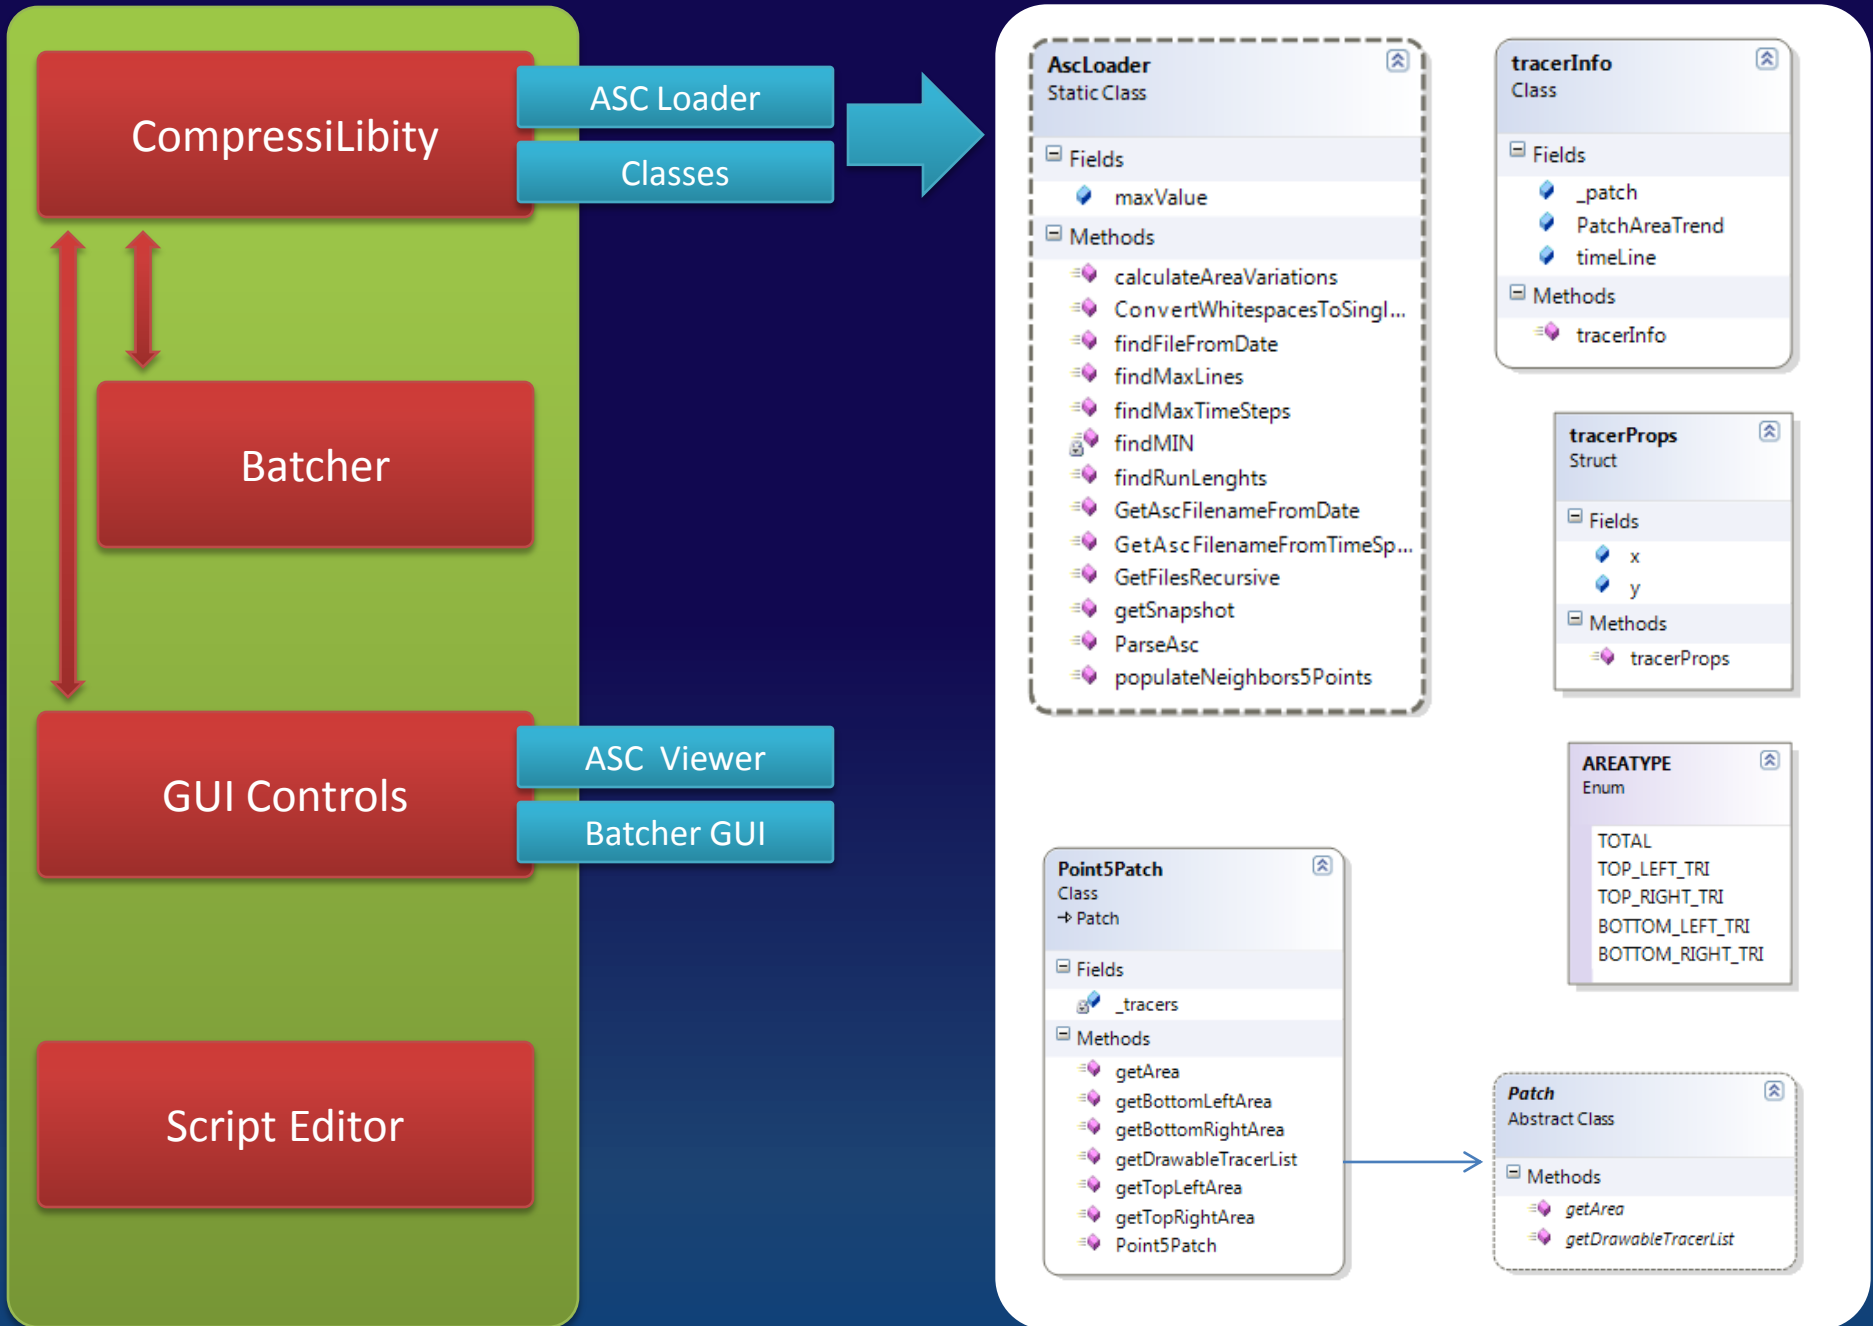 CompressiLibity
ASC Loader
Classes
Batcher
GUI Controls
ASC  Viewer
Batcher GUI
Script Editor
AscLoader
Static Class
Fields
maxValue
Methods
calculateAreaVariations
ConvertWhitespacesToSingl...
findFileFromDate
findMaxLines
findMaxTimeSteps
findMIN
findRunLenghts
GetAscFilenameFromDate
GetAscFilenameFromTimeSp...
GetFilesRecursive
getSnapshot
ParseAsc
populateNeighbors5Points
tracerInfo
Class
Fields
_patch
PatchAreaTrend
timeLine
Methods
tracerInfo
tracerProps
Struct
Fields
x
y
Methods
tracerProps
AREATYPE
Enum
TOTAL
TOP_LEFT_TRI
TOP_RIGHT_TRI
BOTTOM_LEFT_TRI
BOTTOM_RIGHT_TRI
Point5Patch
Class
Patch
Fields
_tracers
Methods
getArea
getBottomLeftArea
getBottomRightArea
getDrawableTracerList
getTopLeftArea
getTopRightArea
Point5Patch
Patch
Abstract Class
Methods
getArea
getDrawableTracerList